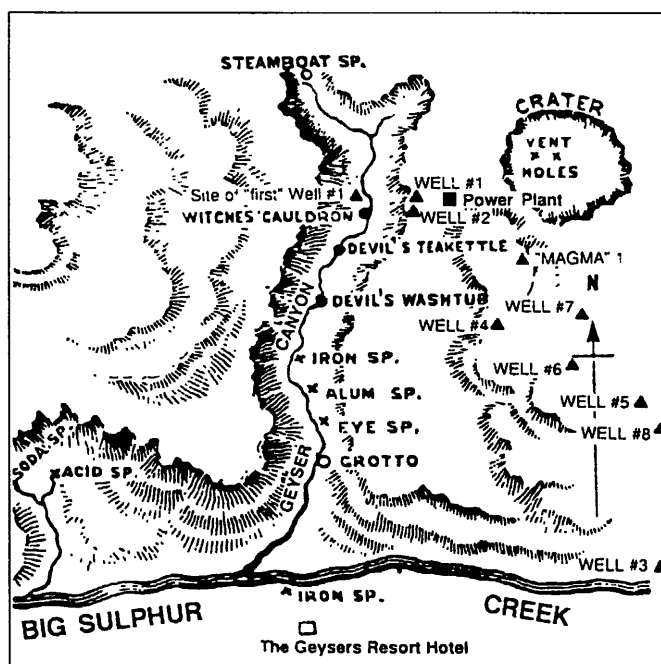 STEAMBOAT SP.
CRATER
VENT
HOLES
Site of "first" Well #1
WELL #1
Power Plant
WITCHES' CAULDRON
WELL #2
DEVIL'S TEAKETTLE
"MAGMA" 1
N
DEVIL'S WASHTUB
WELL #7
WELL #4
CANYON
IRON SP.
WELL #6
ALUM SP.
WELL #5
EYE SP.
WELL #8
SODA SP.
ACID SP.
GROTTO
GEYSER
WELL #3
IRON SP.
BIG SULPHUR CREEK
The Geysers Resort Hotel